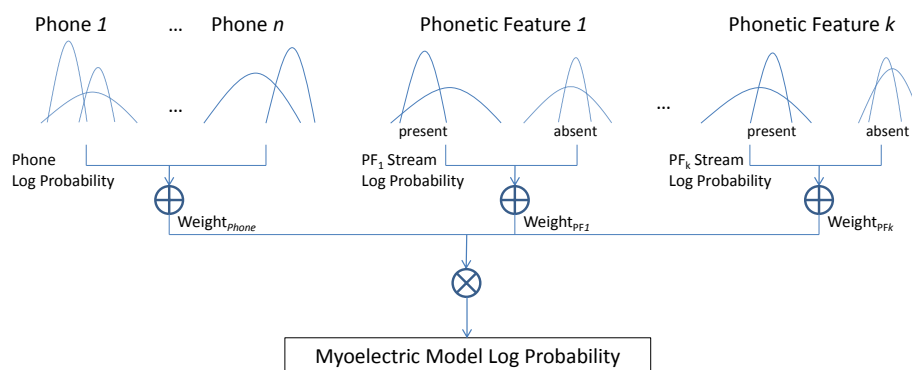 Phone 1 ... Phone n Phonetic Feature 1 Phonetic Feature k
... ...
present absent present absent
Phone PF1 Stream PFk Stream
Log Probability Log Probability Log Probability
WeightPhone WeightPF1 WeightPFk
Myoelectric Model Log Probability